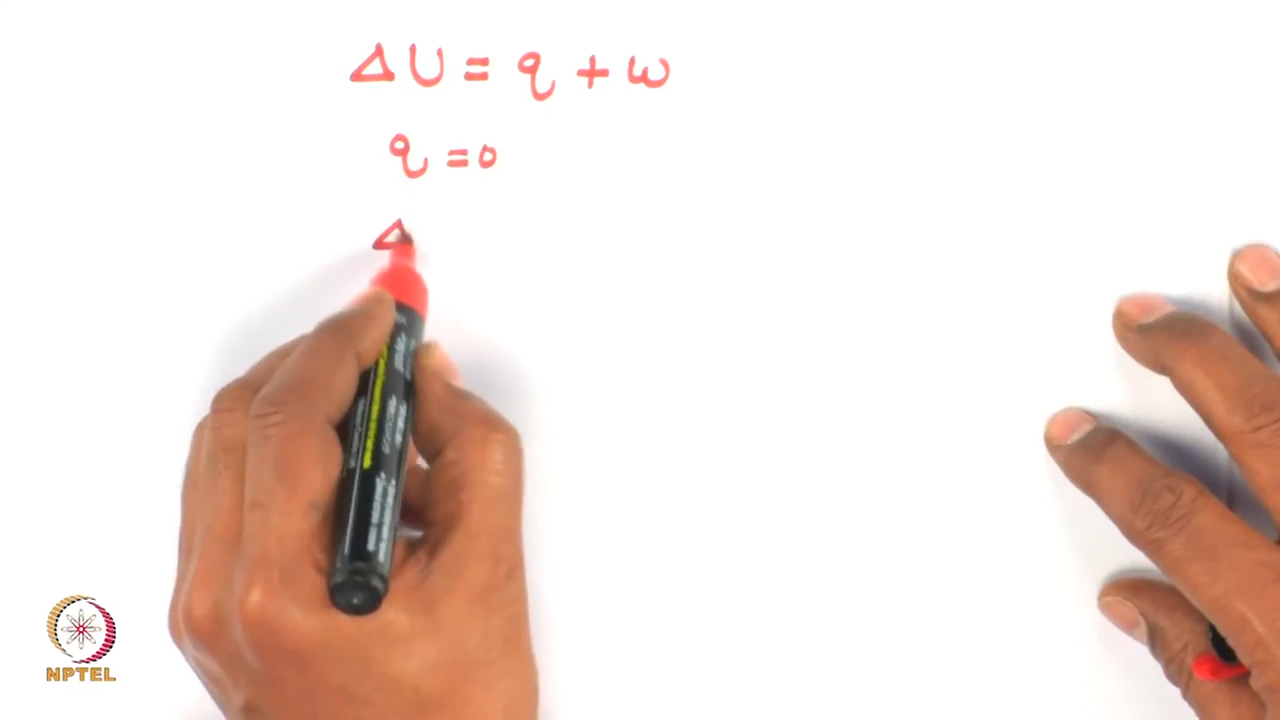 ΔU = q + w
q = 0
Δ
NPTEL